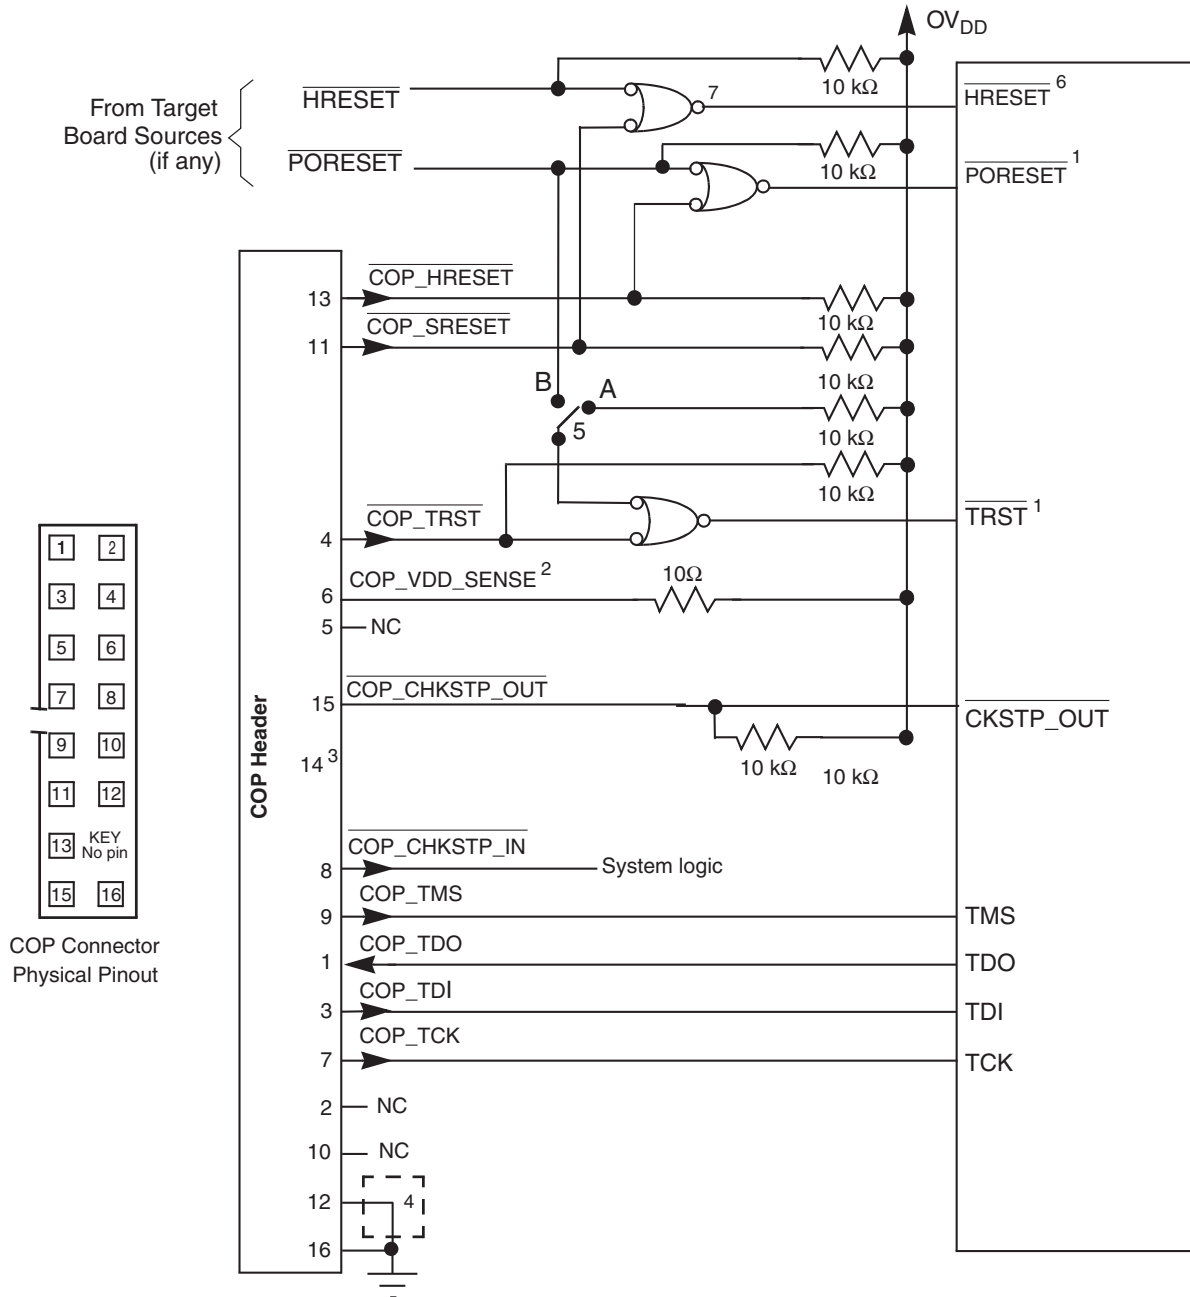 OVDD
10 kΩ
From Target
Board Sources
(if any)
HRESET
7
HRESET 6
PORESET
10 kΩ
PORESET 1
COP_HRESET
13
10 kΩ
COP_SRESET
11
10 kΩ
B
A
5
10 kΩ
10 kΩ
COP_TRST
4
TRST 1
COP_VDD_SENSE 2
10Ω
6
5
NC
COP_CHKSTP_OUT
15
CKSTP_OUT
10 kΩ
10 kΩ
14 3
COP Header
COP_CHKSTP_IN
8
System logic
COP_TMS
9
TMS
COP_TDO
1
TDO
COP_TDI
3
TDI
COP_TCK
7
TCK
2
NC
10
NC
12
4
16
1 2
3 4
5 6
7 8
9 10
11 12
13 KEY
No pin
15 16
COP Connector
Physical Pinout